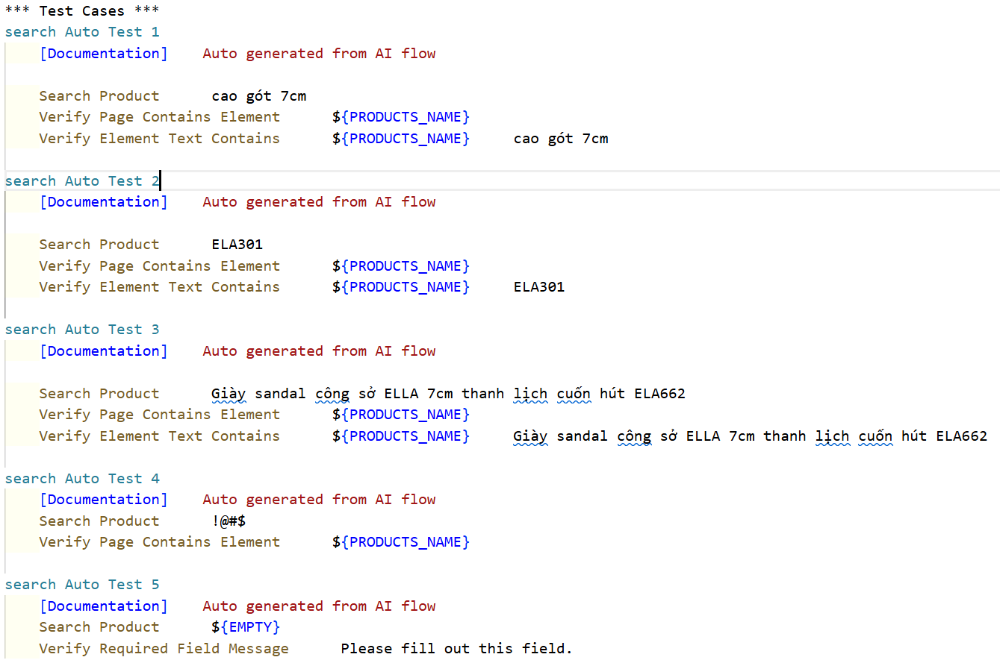 *** Test Cases ***
search Auto Test 1
[Documentation]    Auto generated from AI flow
Search Product      cao gót 7cm
Verify Page Contains Element      ${PRODUCTS_NAME}
Verify Element Text Contains      ${PRODUCTS_NAME}     cao gót 7cm
search Auto Test 2
[Documentation]    Auto generated from AI flow
Search Product      ELA301
Verify Page Contains Element      ${PRODUCTS_NAME}
Verify Element Text Contains      ${PRODUCTS_NAME}     ELA301
search Auto Test 3
[Documentation]    Auto generated from AI flow
Search Product      Giày sandal công sở ELLA 7cm thanh lịch cuốn hút ELA662
Verify Page Contains Element      ${PRODUCTS_NAME}
Verify Element Text Contains      ${PRODUCTS_NAME}     Giày sandal công sở ELLA 7cm thanh lịch cuốn hút ELA662
search Auto Test 4
[Documentation]    Auto generated from AI flow
Search Product      !@#$
Verify Page Contains Element      ${PRODUCTS_NAME}
search Auto Test 5
[Documentation]    Auto generated from AI flow
Search Product      ${EMPTY}
Verify Required Field Message      Please fill out this field.